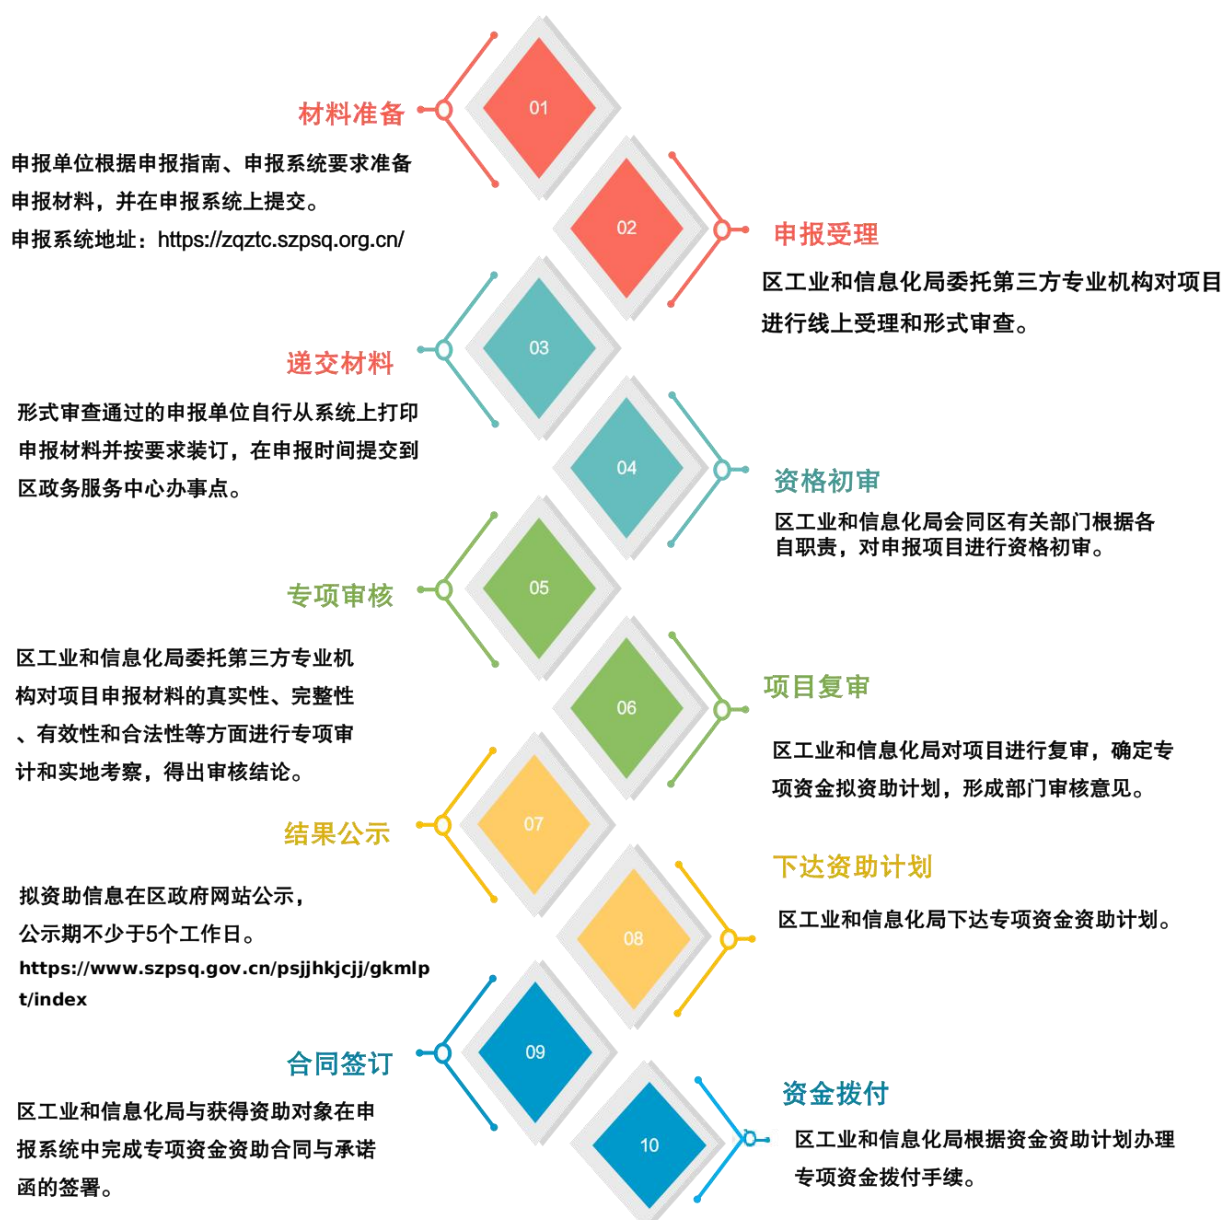 01
材料准备
申报单位根据申报指南、申报系统要求准备
申报材料，并在申报系统上提交。
申报系统地址：https://zqztc.szpsq.org.cn/
02
申报受理
区工业和信息化局委托第三方专业机构对项目
进行线上受理和形式审查。
03
递交材料
形式审查通过的申报单位自行从系统上打印
申报材料并按要求装订，在申报时间提交到
区政务服务中心办事点。
04
资格初审
区工业和信息化局会同区有关部门根据各
自职责，对申报项目进行资格初审。
05
专项审核
区工业和信息化局委托第三方专业机
构对项目申报材料的真实性、完整性
、有效性和合法性等方面进行专项审
计和实地考察，得出审核结论。
06
项目复审
区工业和信息化局对项目进行复审，确定专
项资金拟资助计划，形成部门审核意见。
07
结果公示
拟资助信息在区政府网站公示，
公示期不少于5个工作日。
https://www.szpsq.gov.cn/psjjhkjcjj/gkmlp
t/index
08
下达资助计划
区工业和信息化局下达专项资金资助计划。
09
合同签订
区工业和信息化局与获得资助对象在申
报系统中完成专项资金资助合同与承诺
函的签署。
10
资金拨付
区工业和信息化局根据资金资助计划办理
专项资金拨付手续。